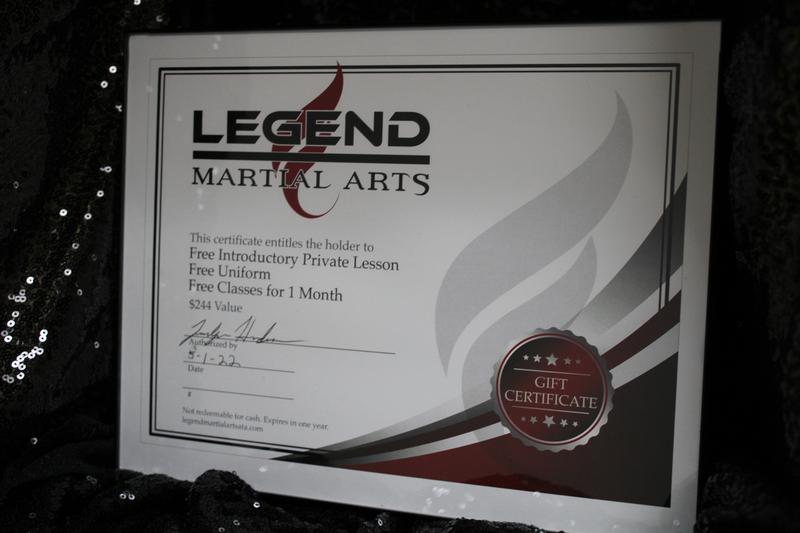 LEGEND
MARTIAL ARTS
This certificate entitles the holder to
Free Introductory Private Lesson
Free Uniform
Free Classes for 1 Month
$244 Value
Authorized by
5-1-22
Date
#
Not redeemable for cash. Expires in one year.
legendmartialartsata.com
GIFT
CERTIFICATE